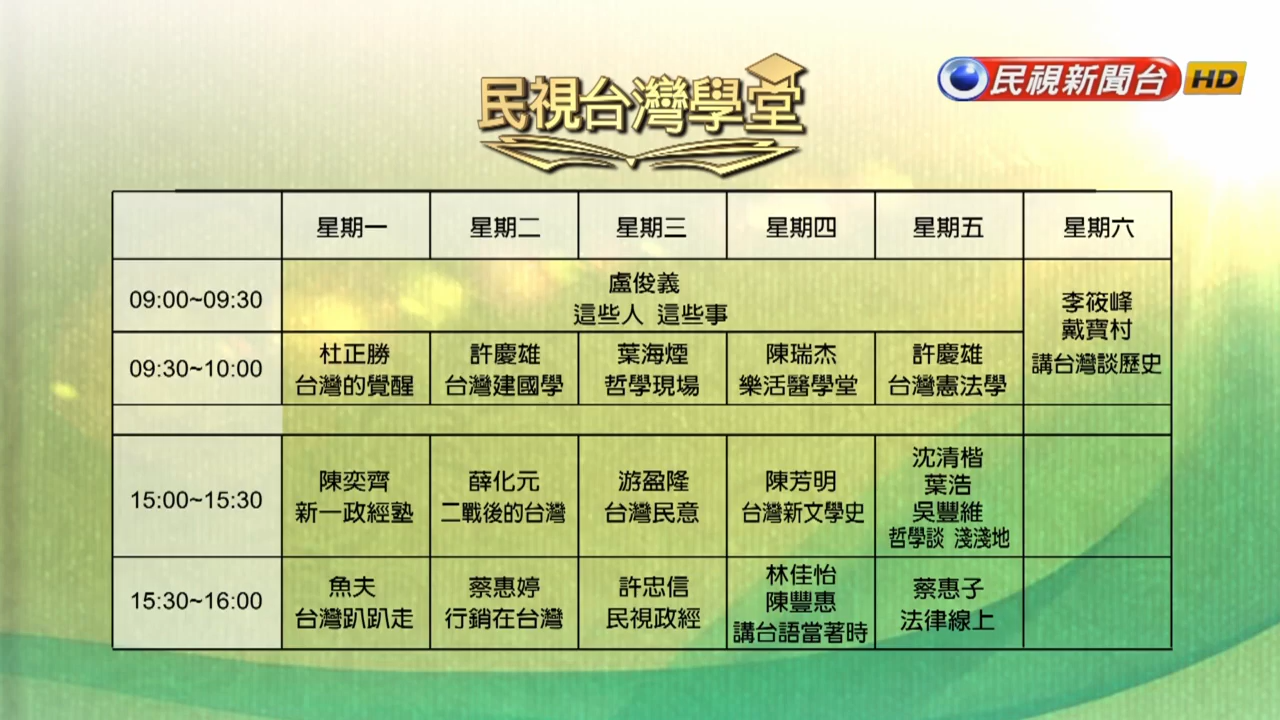 民視台灣學堂
民視新聞台 HD
星期一 星期二 星期三 星期四 星期五 星期六
09:00~09:30
盧俊義
這些人 這些事
李筱峰
戴寶村
講台灣談歷史
09:30~10:00
杜正勝
台灣的覺醒
許慶雄
台灣建國學
葉海煙
哲學現場
陳瑞杰
樂活醫學堂
許慶雄
台灣憲法學
15:00~15:30
陳奕齊
新一政經塾
薛化元
二戰後的台灣
游盈隆
台灣民意
陳芳明
台灣新文學史
沈清楷
葉浩
吳豐維
哲學談 淺淺地
15:30~16:00
魚夫
台灣趴趴走
蔡惠婷
行銷在台灣
許忠信
民視政經
林佳怡
陳豐惠
講台語當著時
蔡惠子
法律線上